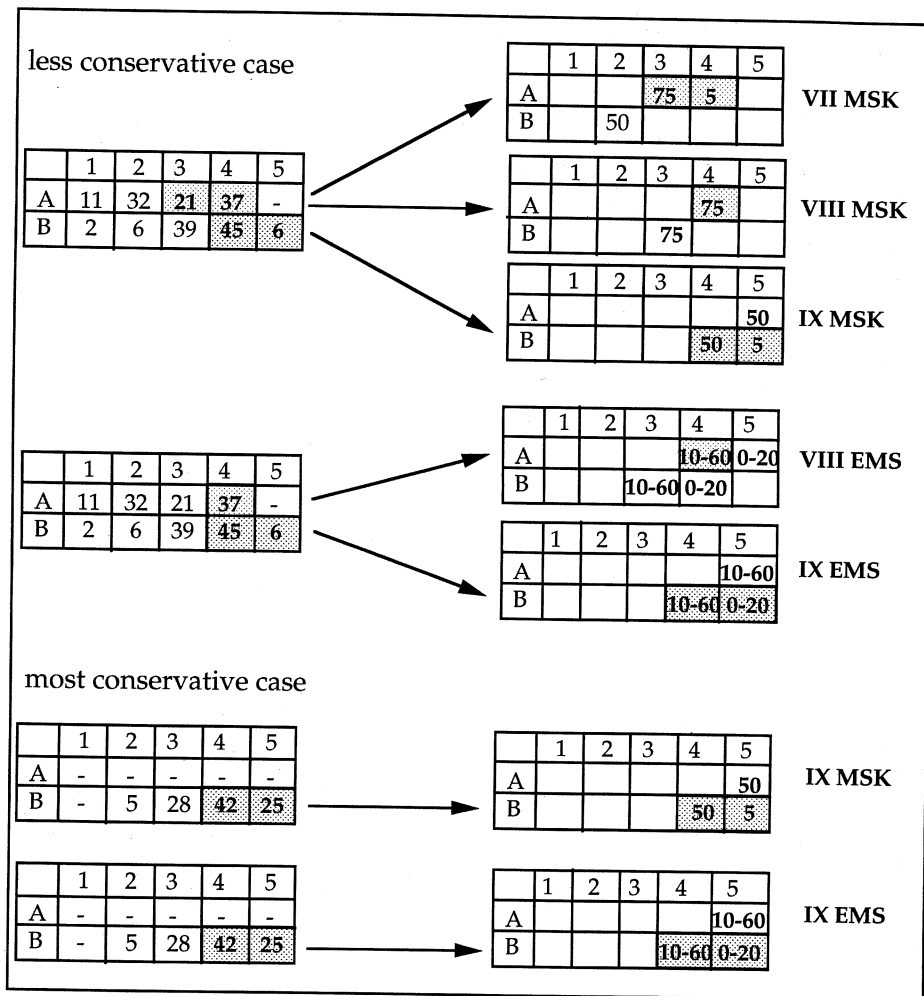 less conservative case
1 2 3 4 5
A 75 5
B 50
VII MSK
1 2 3 4 5
A 11 32 21 37 -
B 2 6 39 45 6
1 2 3 4 5
A 75
B 75
VIII MSK
1 2 3 4 5
A 50
B 50 5
IX MSK
1 2 3 4 5
A 11 32 21 37 -
B 2 6 39 45 6
1 2 3 4 5
A 10-60 0-20
B 10-60 0-20
VIII EMS
1 2 3 4 5
A 10-60
B 10-60 0-20
IX EMS
most conservative case
1 2 3 4 5
A - - - - -
B - 5 28 42 25
1 2 3 4 5
A 50
B 50 5
IX MSK
1 2 3 4 5
A - - - - -
B - 5 28 42 25
1 2 3 4 5
A 10-60
B 10-60 0-20
IX EMS